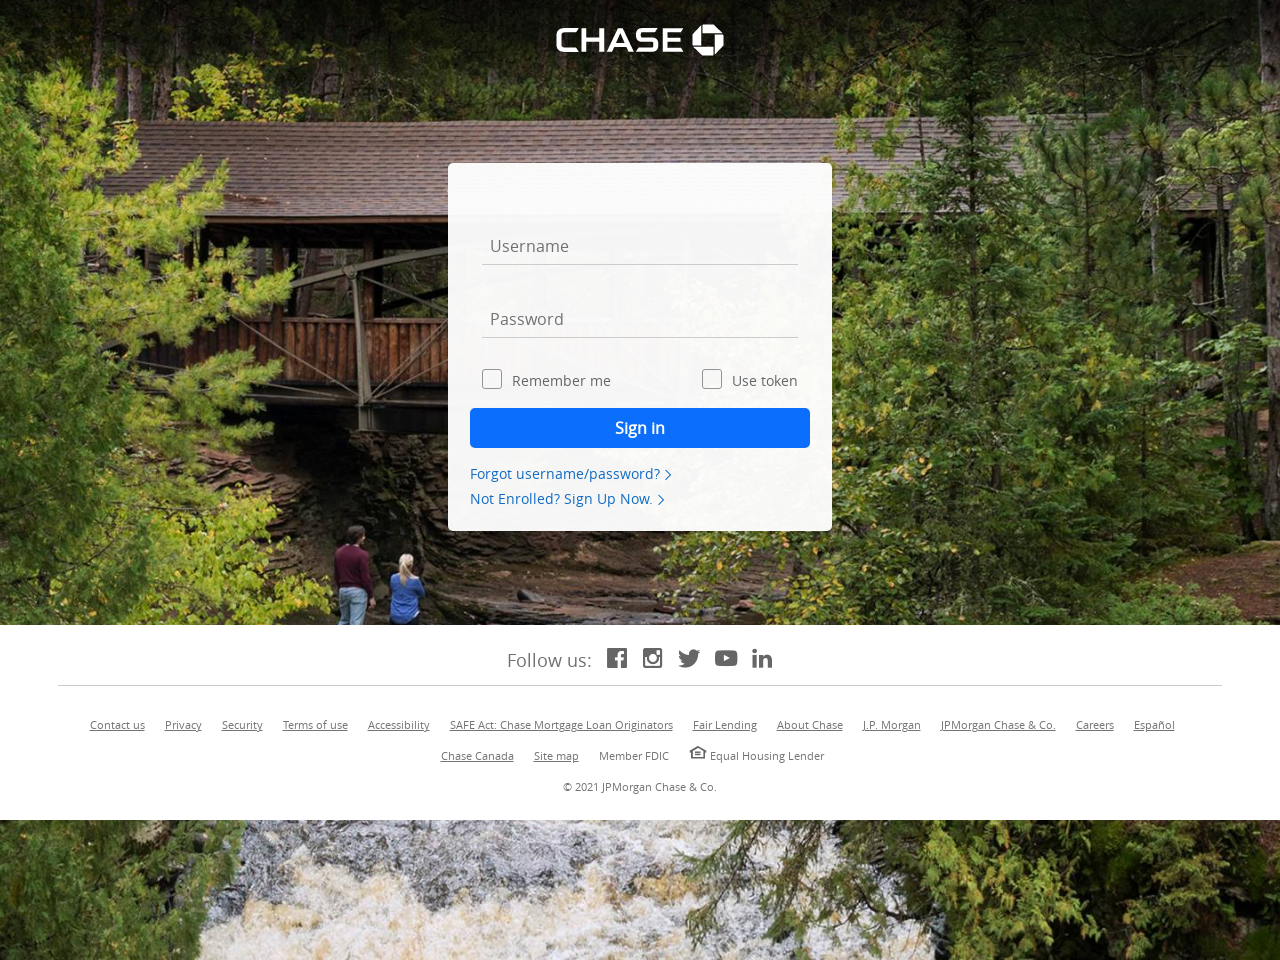 CHASE
Username
Password
Remember me Use token
Sign in
Forgot username/password?
Not Enrolled? Sign Up Now.
Follow us:
Contact us Privacy Security Terms of use Accessibility SAFE Act: Chase Mortgage Loan Originators Fair Lending About Chase J.P. Morgan JPMorgan Chase & Co. Careers Español
Chase Canada Site map Member FDIC Equal Housing Lender
© 2021 JPMorgan Chase & Co.